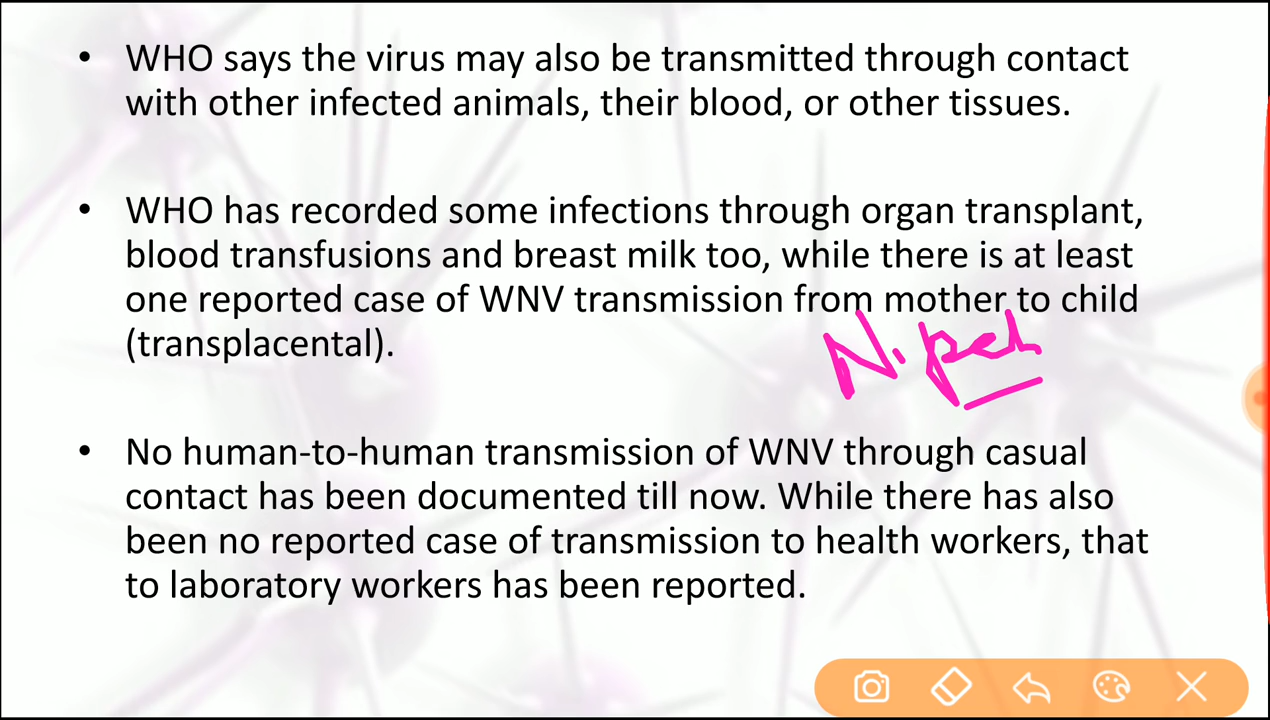 • WHO says the virus may also be transmitted through contact
with other infected animals, their blood, or other tissues.
• WHO has recorded some infections through organ transplant,
blood transfusions and breast milk too, while there is at least
one reported case of WNV transmission from mother to child
(transplacental).
Nipah
• No human-to-human transmission of WNV through casual
contact has been documented till now. While there has also
been no reported case of transmission to health workers, that
to laboratory workers has been reported.